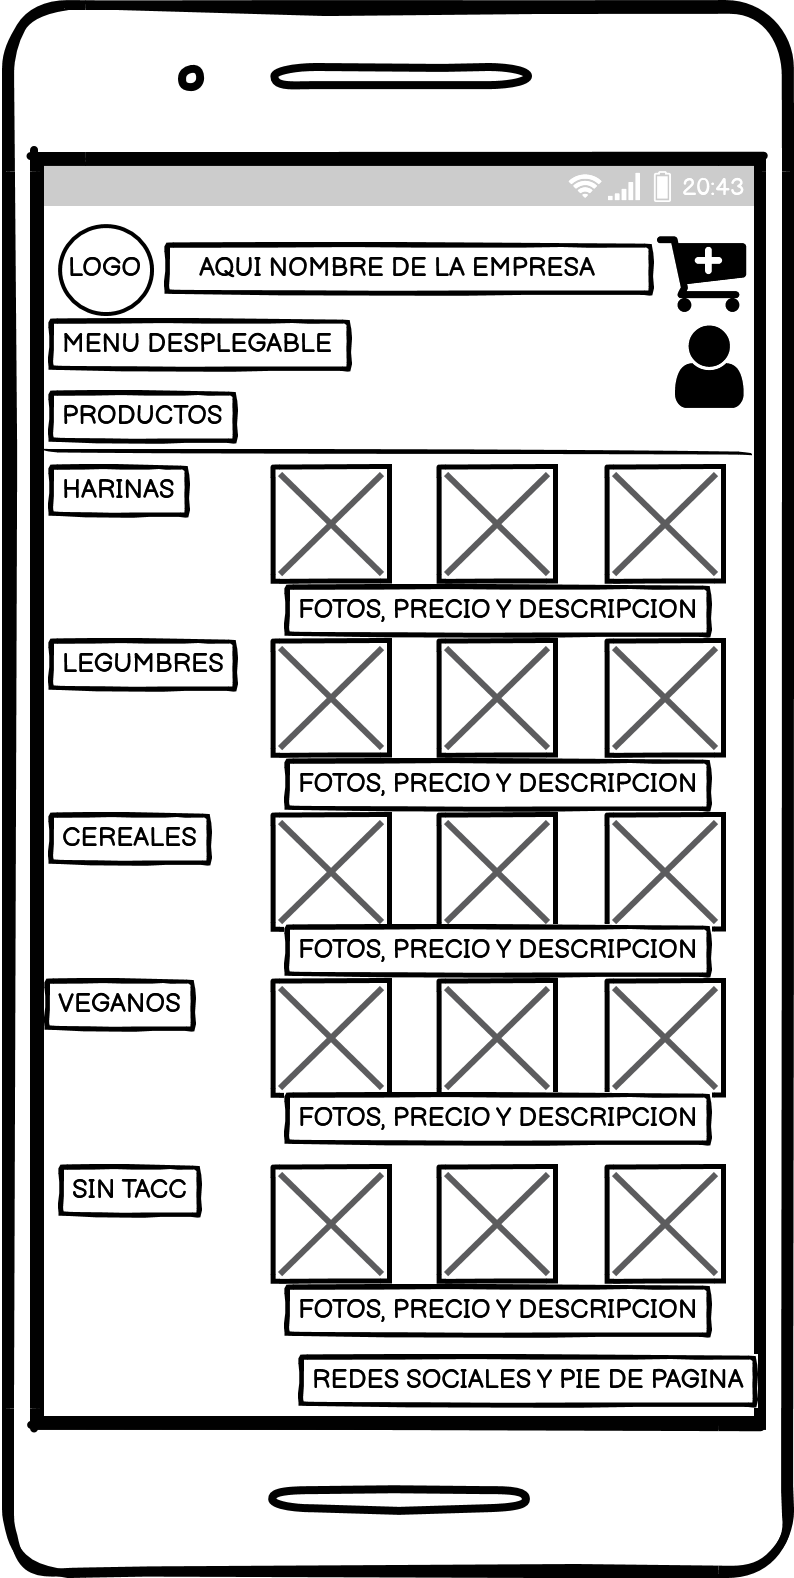 20:43
LOGO
AQUI NOMBRE DE LA EMPRESA
MENU DESPLEGABLE
PRODUCTOS
HARINAS
FOTOS, PRECIO Y DESCRIPCION
LEGUMBRES
FOTOS, PRECIO Y DESCRIPCION
CEREALES
FOTOS, PRECIO Y DESCRIPCION
VEGANOS
FOTOS, PRECIO Y DESCRIPCION
SIN TACC
FOTOS, PRECIO Y DESCRIPCION
REDES SOCIALES Y PIE DE PAGINA